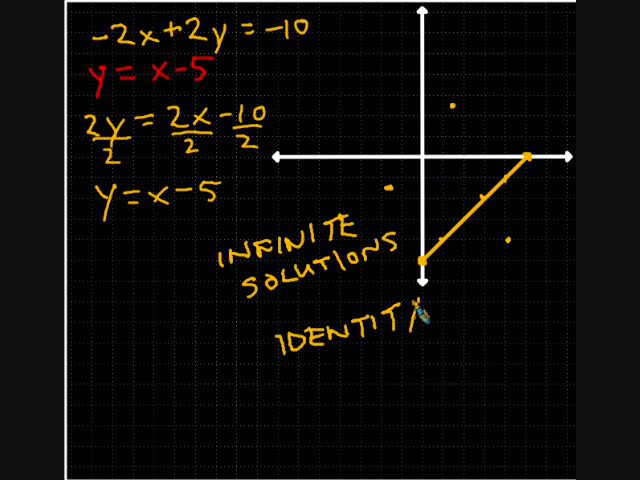 -2x+2y=-10
y=x-5
2y/2 = 2x/2 -10/2
y=x-5
INFINITE
SOLUTIONS
IDENTITY